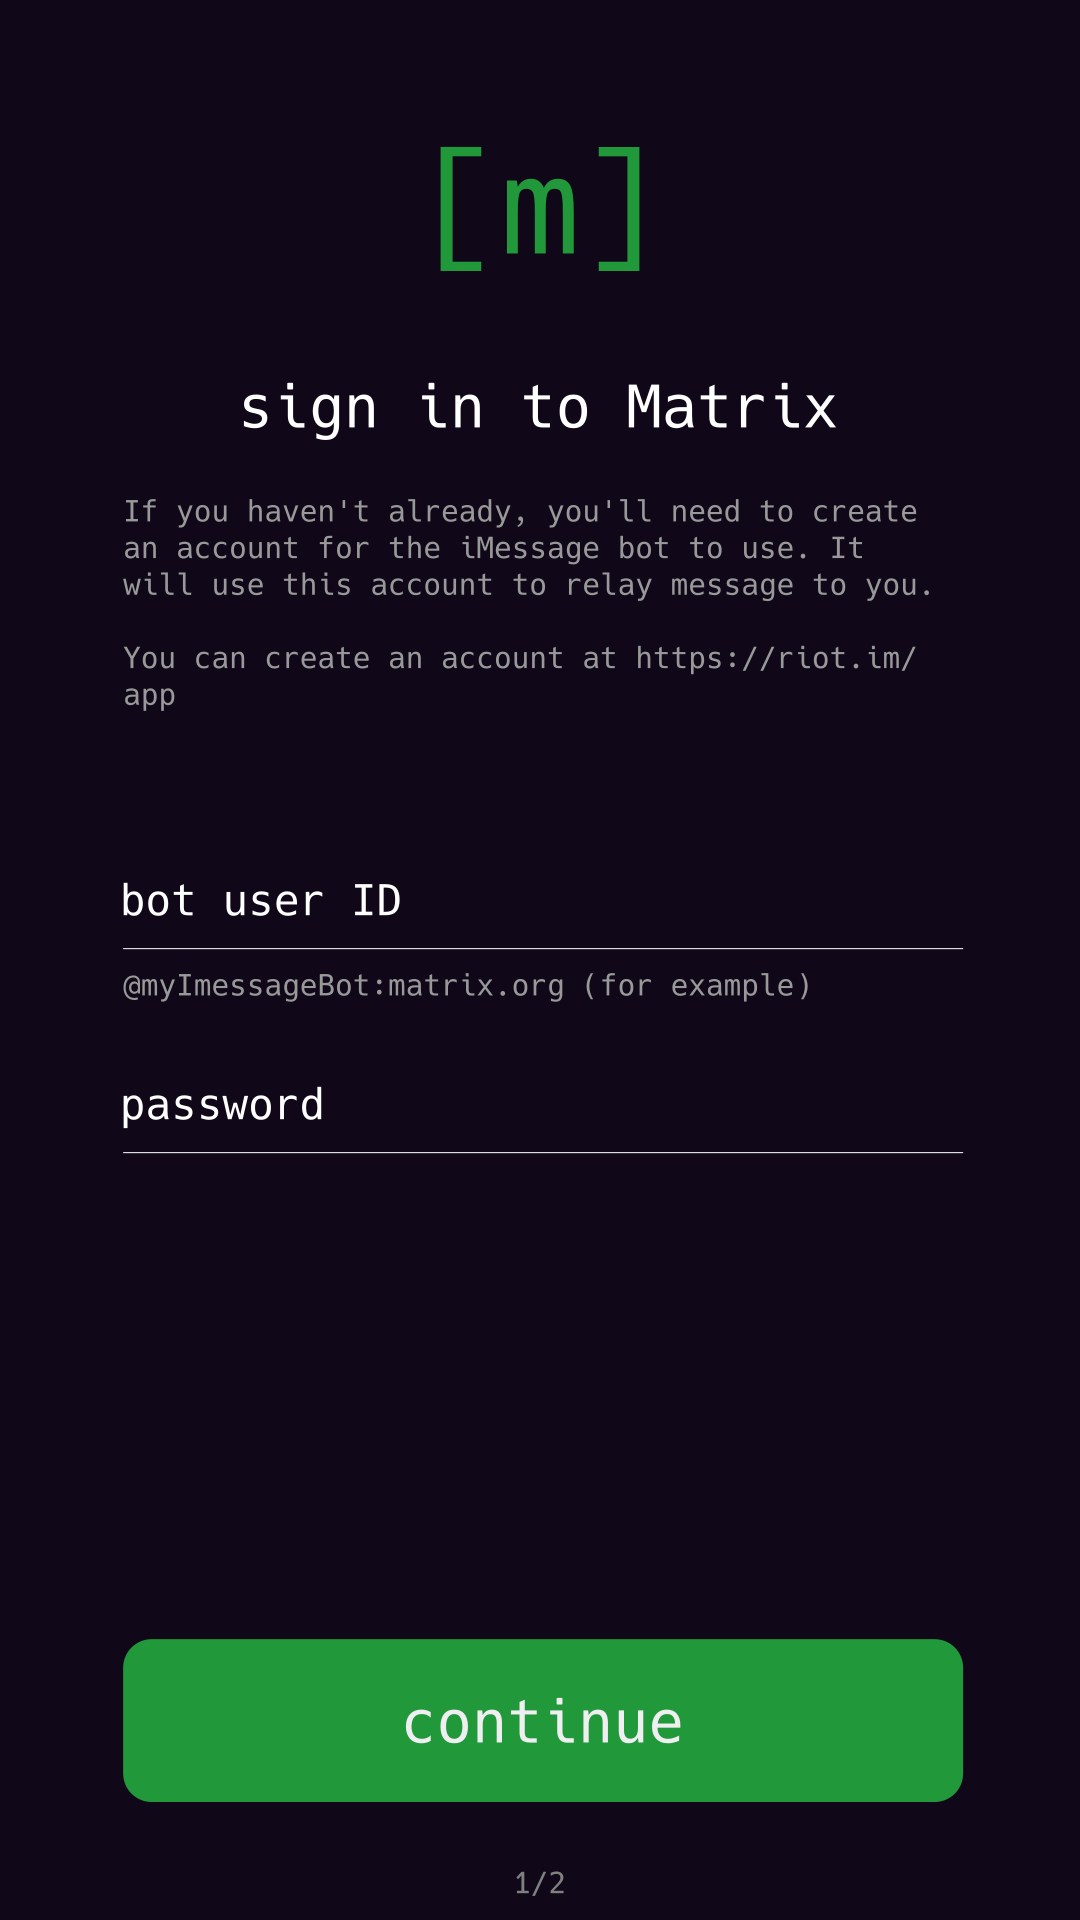 [m]
sign in to Matrix
If you haven't already, you'll need to create
an account for the iMessage bot to use. It
will use this account to relay message to you.
You can create an account at https://riot.im/
app
bot user ID
@myImessageBot:matrix.org (for example)
password
continue
1/2